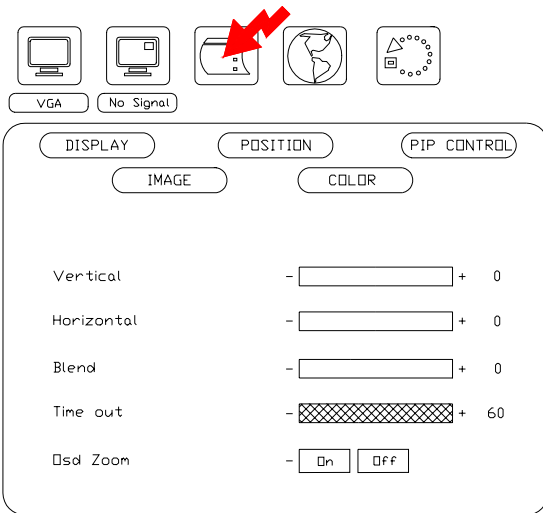 VGA No Signal
DISPLAY POSITION PIP CONTROL
IMAGE COLOR
Vertical - + 0
Horizontal - + 0
Blend - + 0
Time out - + 60
Osd Zoom - On Off